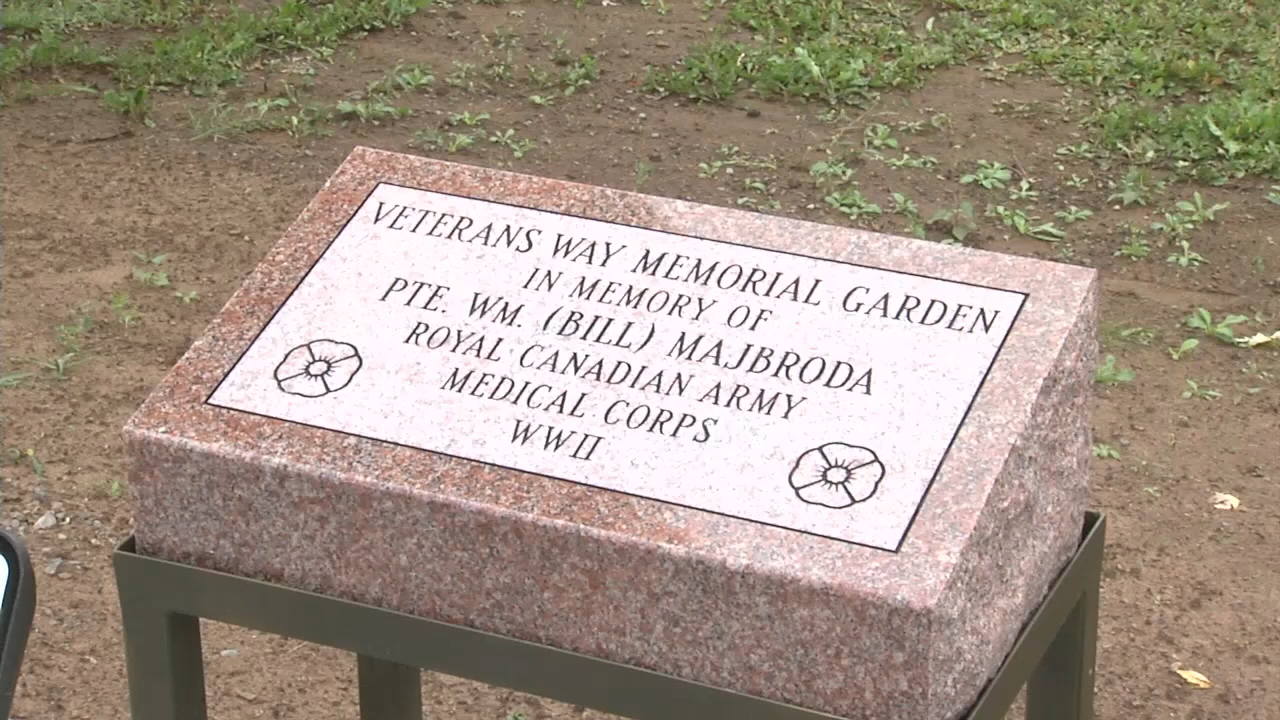 VETERANS WAY MEMORIAL GARDEN
IN MEMORY OF
PTE. WM. (BILL) MAJBRODA
ROYAL CANADIAN ARMY
MEDICAL CORPS
WWII